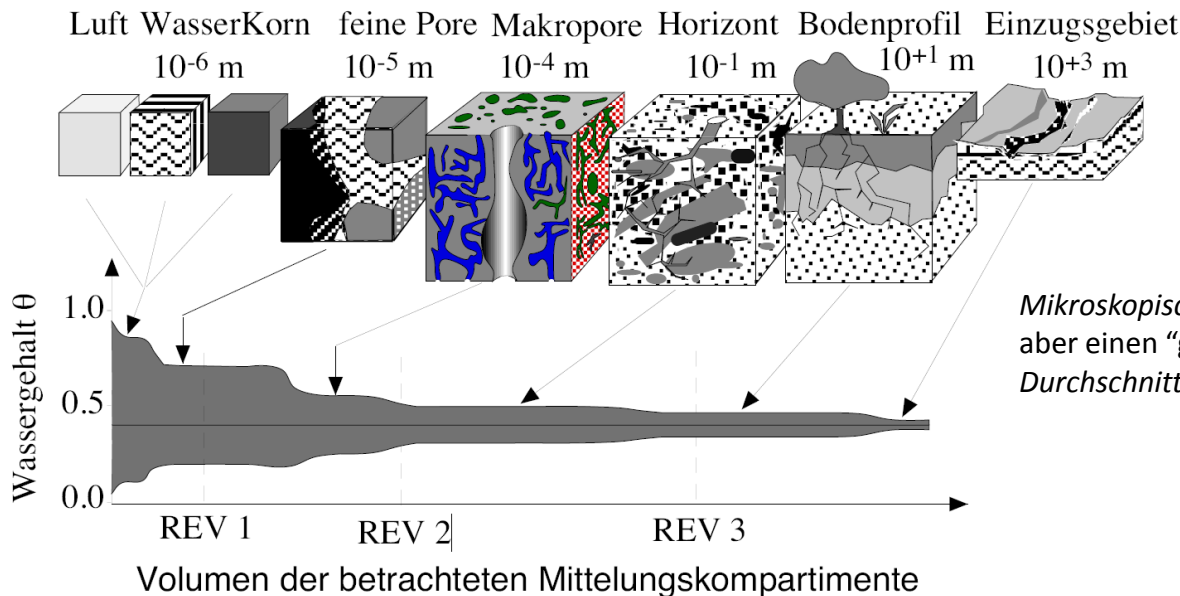 Luft WasserKorn feine Pore Makropore Horizont Bodenprofil Einzugsgebiet
10-6 m 10-5 m 10-4 m 10-1 m 10+1 m 10+3 m
Wassergehalt θ
1.0
0.5
0.0
Mikroskopisc
aber einen “g
Durchschnitt
REV 1 REV 2 REV 3
Volumen der betrachteten Mittelungskompartimente